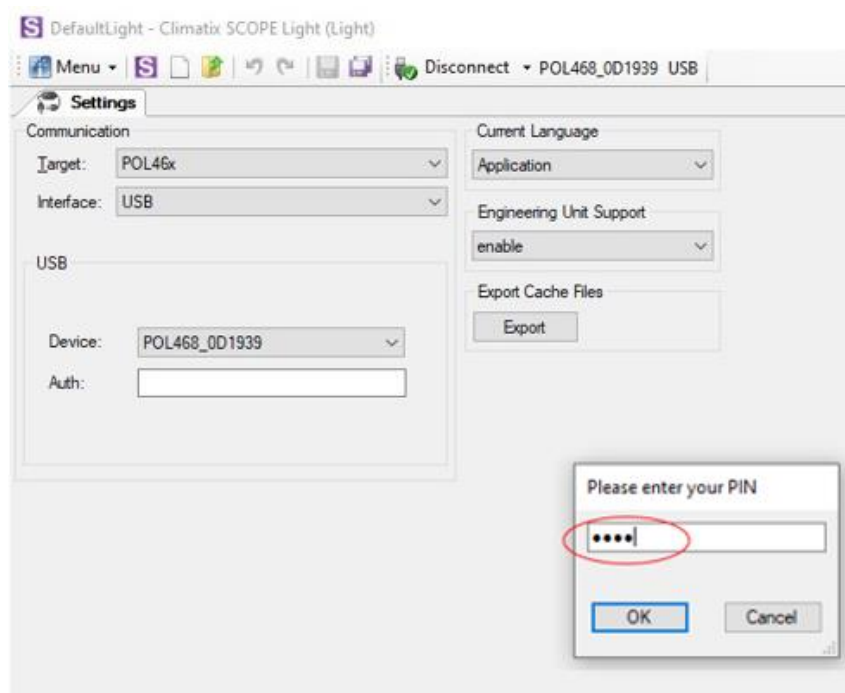 S DefaultLight - Climatix SCOPE Light (Light)
Menu S Disconnect POL468_0D1939 USB
Settings
Communication
Target: POL46x
Interface: USB
USB
Device: POL468_0D1939
Auth:
Current Language
Application
Engineering Unit Support
enable
Export Cache Files
Export
Please enter your PIN
••••
OK Cancel